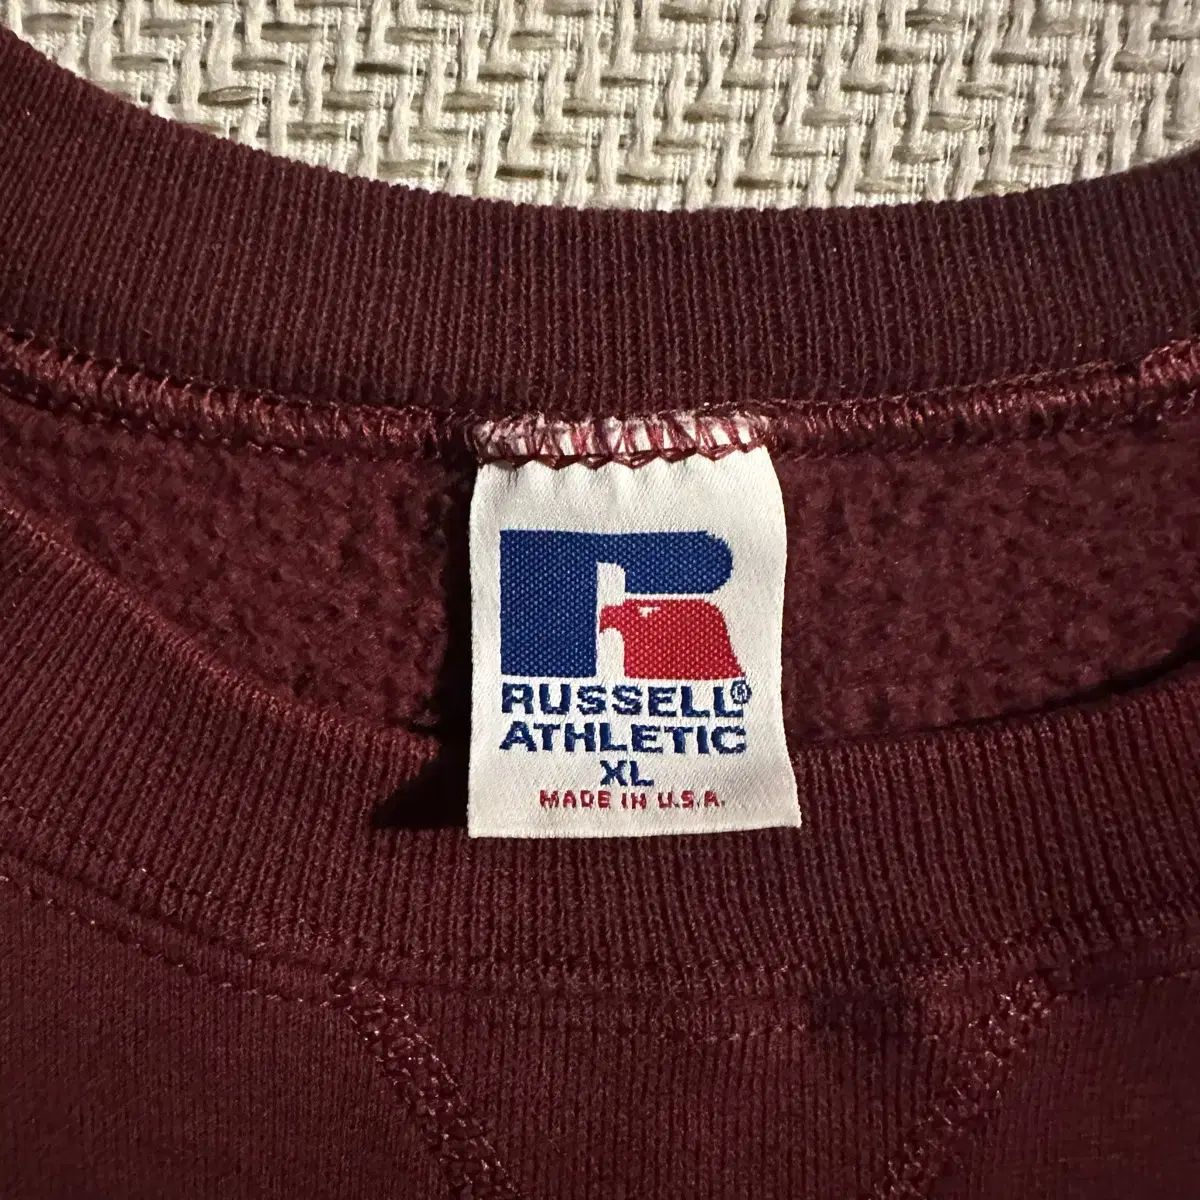 RUSSELL®
ATHLETIC
XL
MADE IN U.S.A.